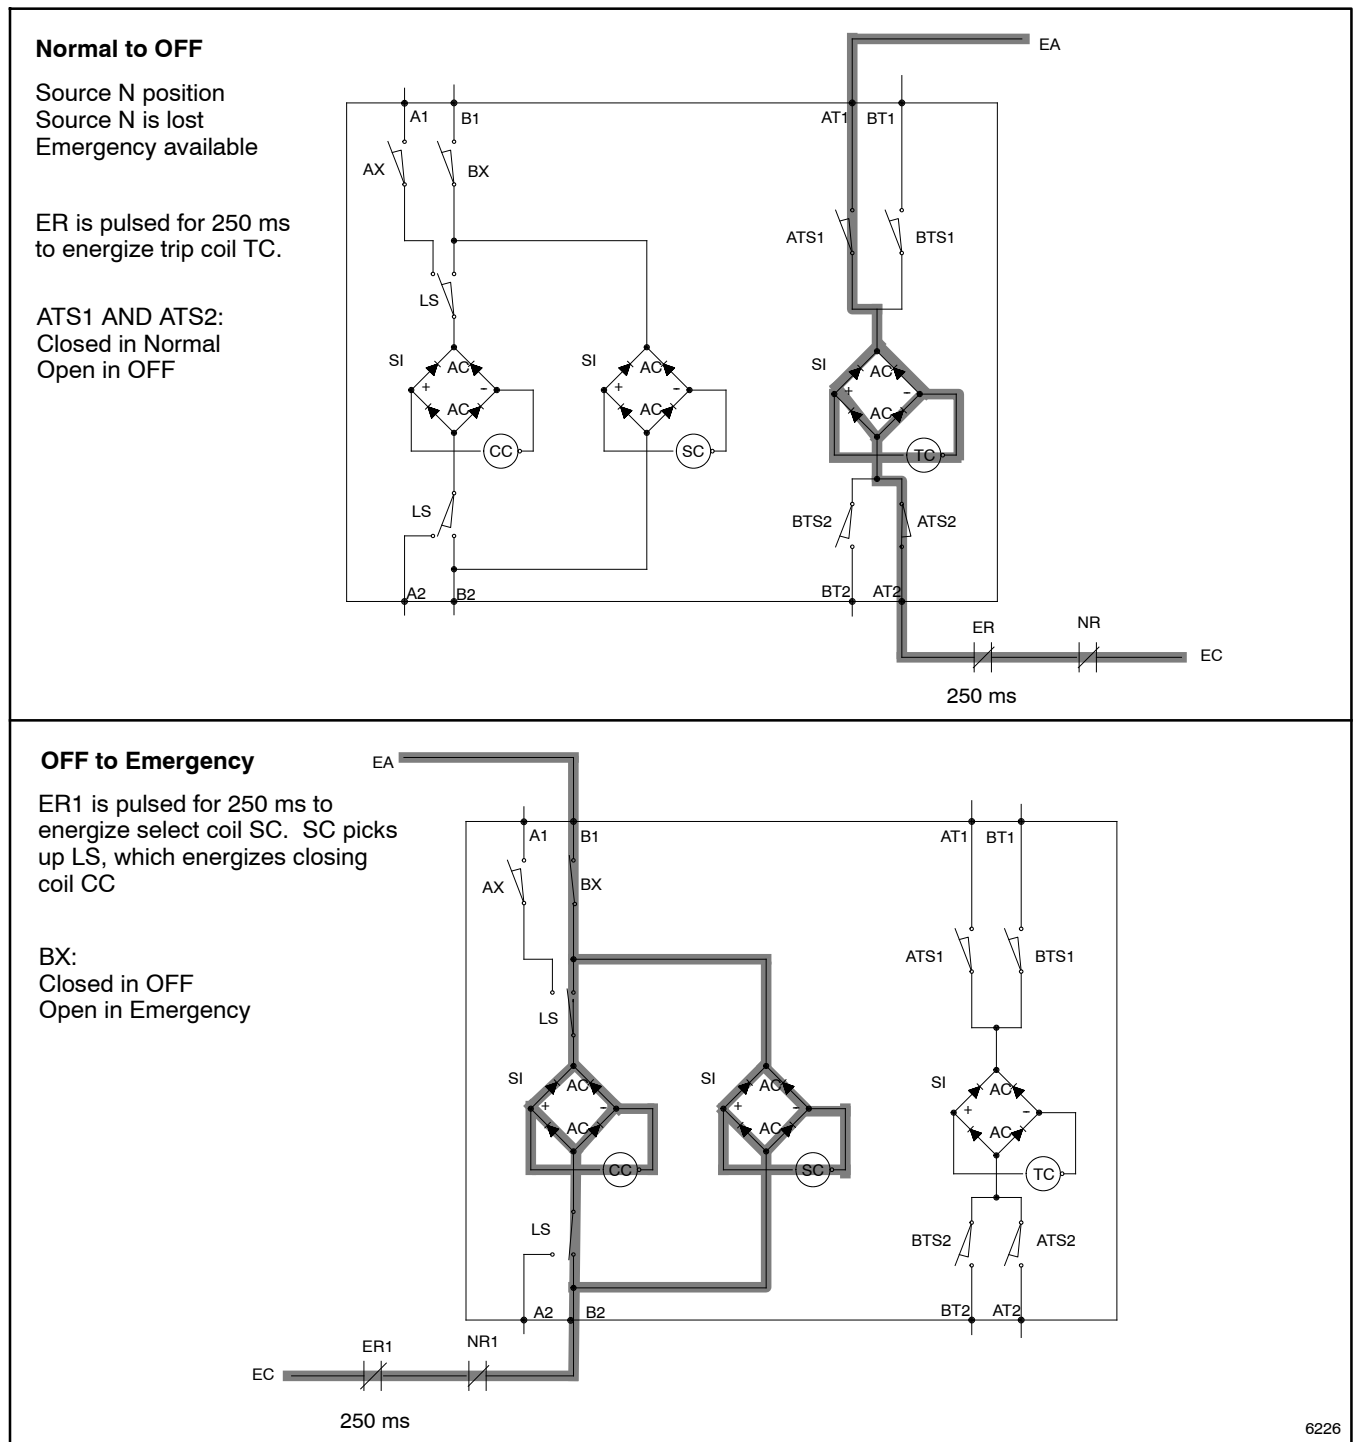 Normal to OFF
Source N position
Source N is lost
Emergency available
ER is pulsed for 250 ms
to energize trip coil TC.
ATS1 AND ATS2:
Closed in Normal
Open in OFF
EA
A1
B1
AT1
BT1
AX
BX
ATS1
BTS1
LS
SI
AC
+
-
AC
CC
SI
AC
+
-
AC
SC
SI
AC
+
-
AC
TC
LS
BTS2
ATS2
A2
B2
BT2
AT2
ER
NR
EC
250 ms
OFF to Emergency
ER1 is pulsed for 250 ms to
energize select coil SC. SC picks
up LS, which energizes closing
coil CC
BX:
Closed in OFF
Open in Emergency
EA
A1
B1
AT1
BT1
AX
BX
ATS1
BTS1
LS
SI
AC
+
-
AC
CC
SI
AC
+
-
AC
SC
SI
AC
+
-
AC
TC
LS
BTS2
ATS2
A2
B2
BT2
AT2
ER1
NR1
EC
250 ms
6226